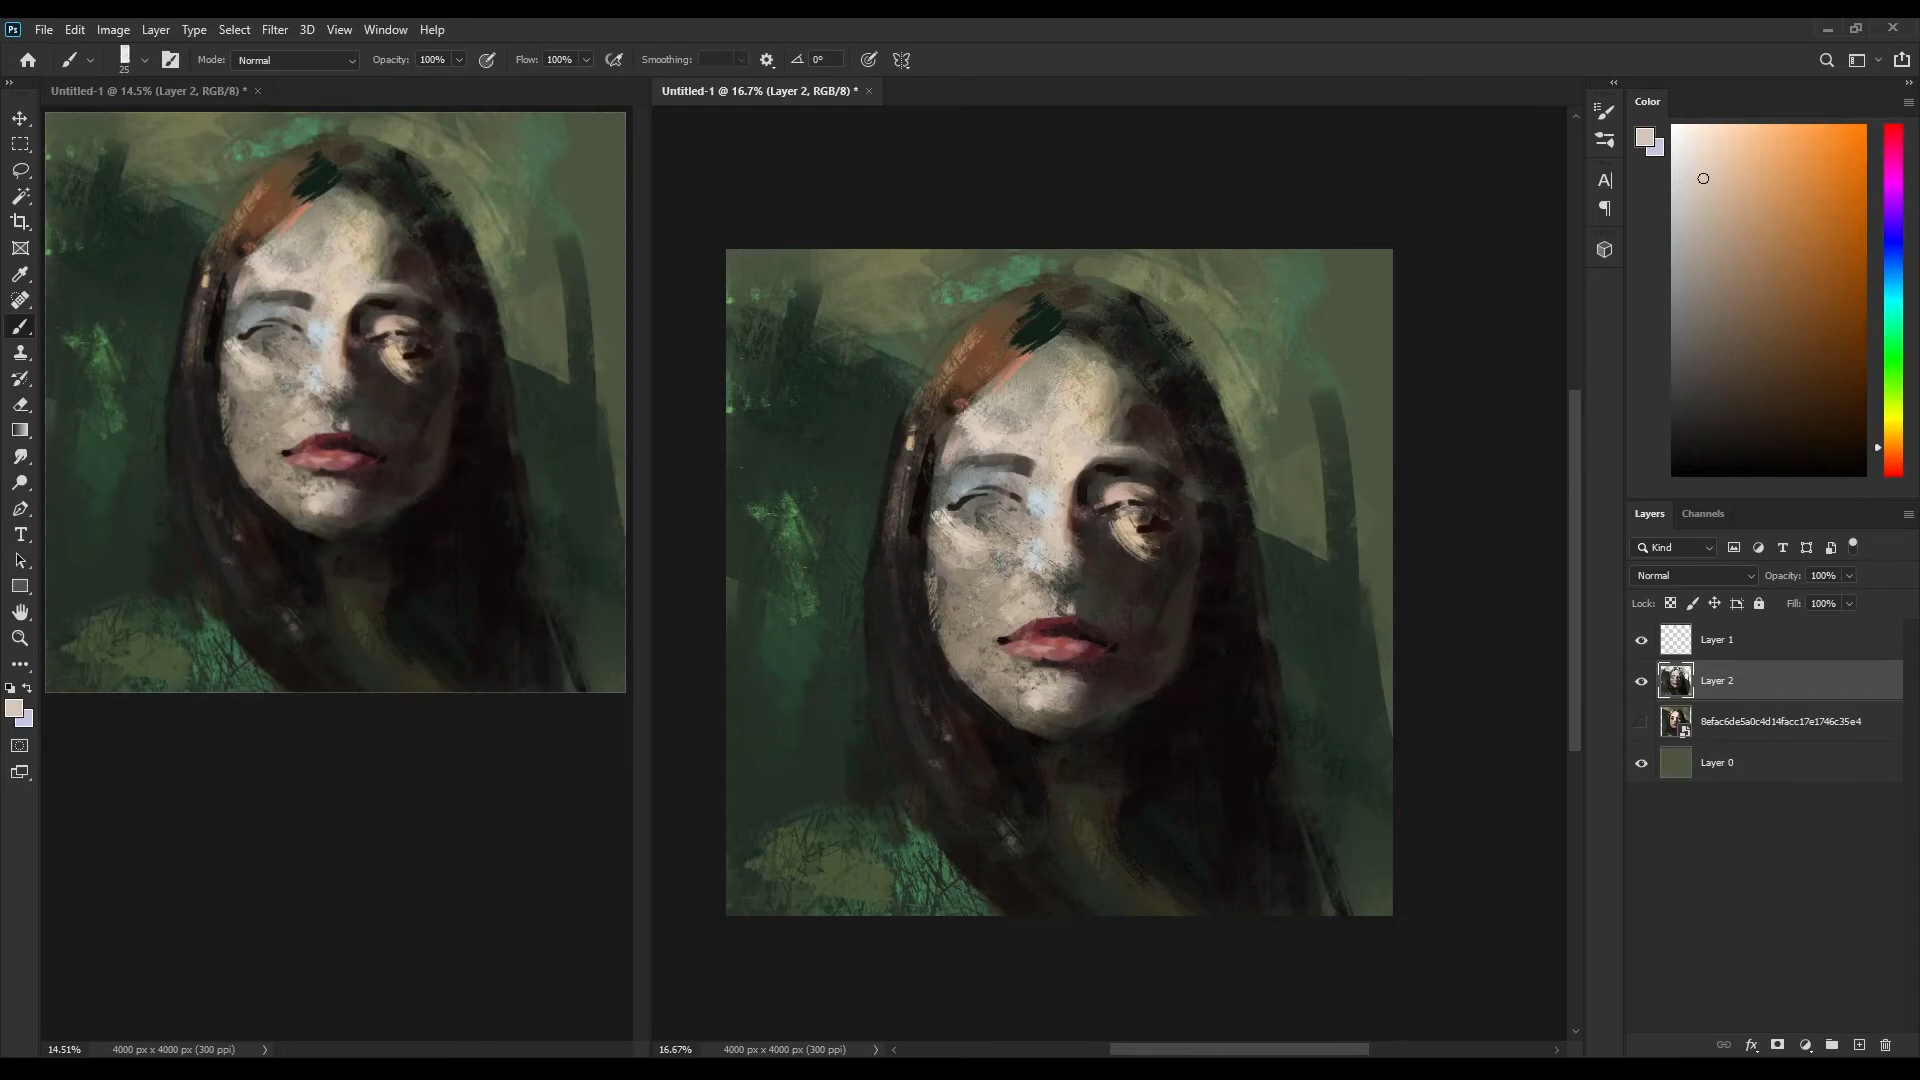 Ps File Edit Image Layer Type Select Filter 3D View Window Help
25 Mode: Normal Opacity: 100% Flow: 100% Smoothing: 0°
Untitled-1 @ 14.5% (Layer 2, RGB/8) * ×
Untitled-1 @ 16.7% (Layer 2, RGB/8) * ×
Color
Layers Channels
Kind
Normal Opacity: 100%
Lock: Fill: 100%
Layer 1
Layer 2
8efac6de5a0c4d14facc17e1746c35e4
Layer 0
14.51% 4000 px x 4000 px (300 ppi)
16.67% 4000 px x 4000 px (300 ppi)